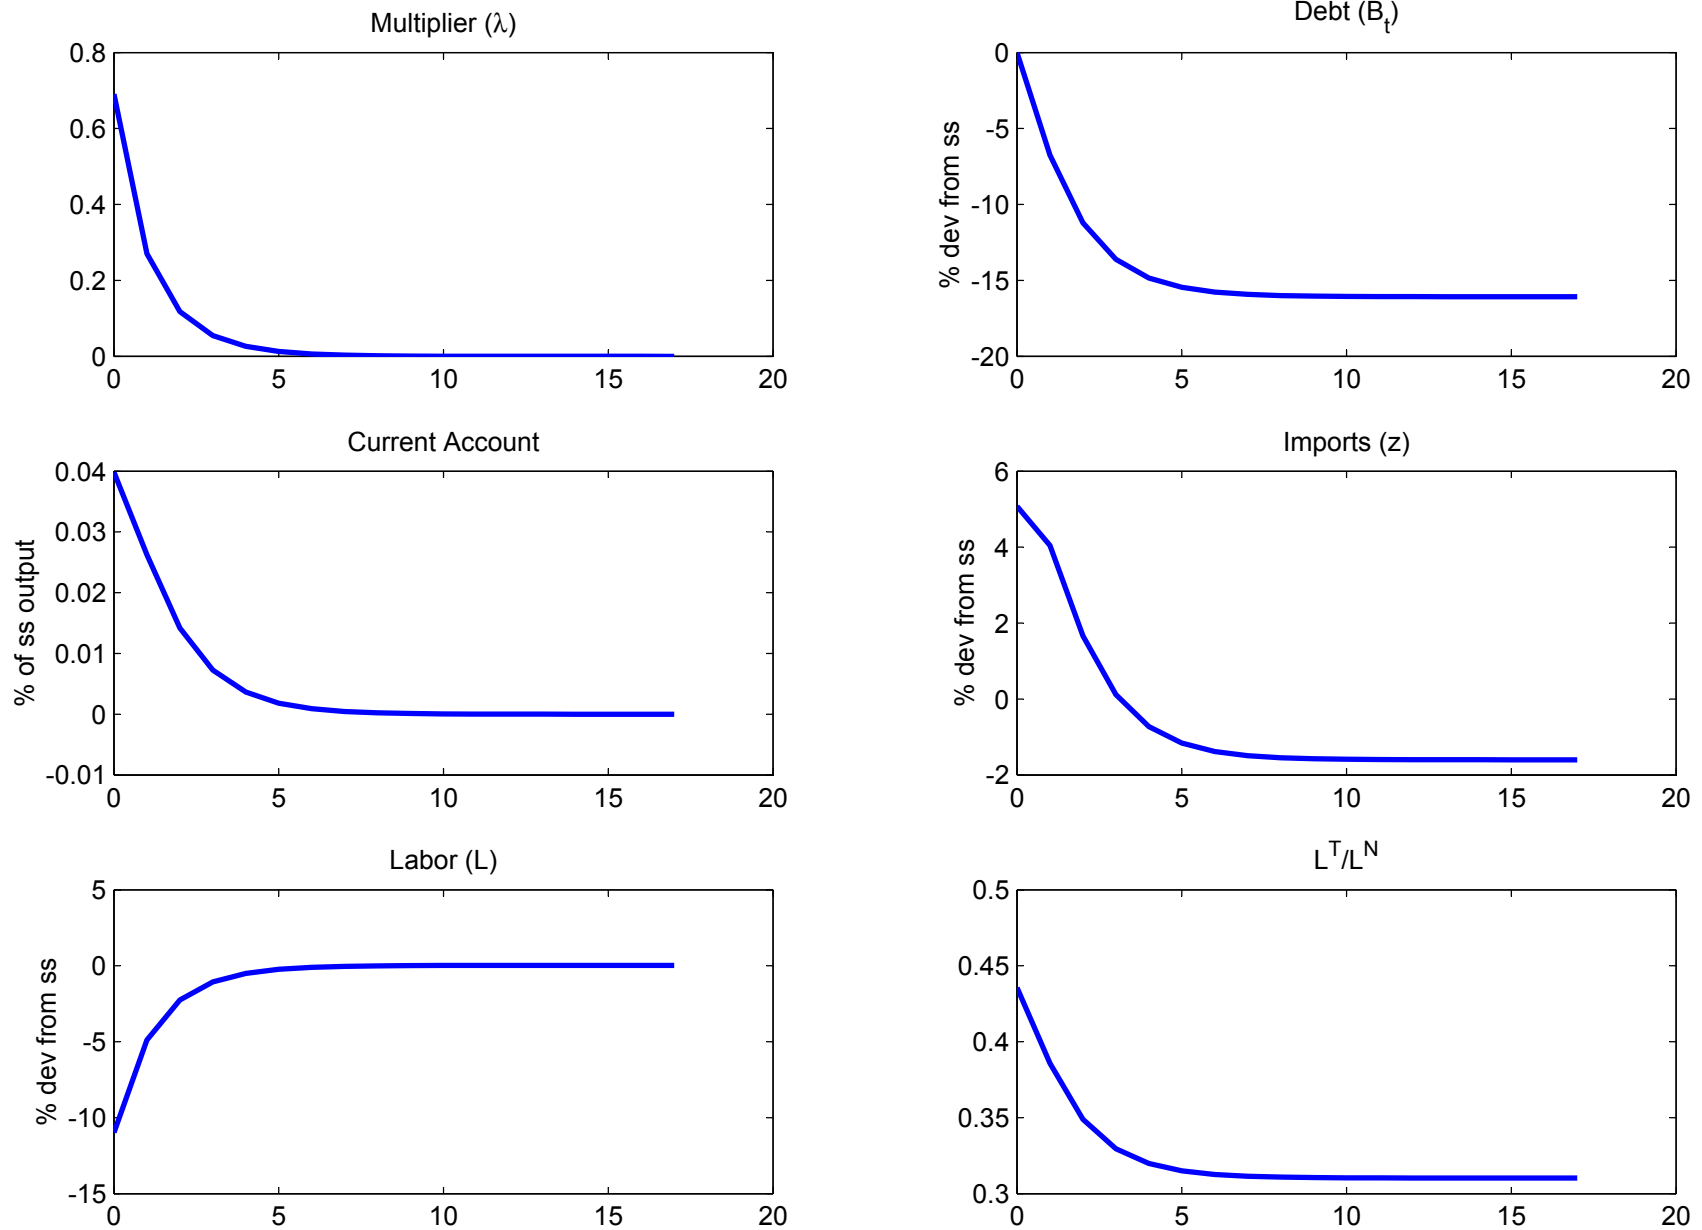 Multiplier (λ)
0.8
0.6
0.4
0.2
0
0 5 10 15 20
Debt (Bt)
% dev from ss
0
-5
-10
-15
-20
0 5 10 15 20
Current Account
% of ss output
0.04
0.03
0.02
0.01
0
-0.01
0 5 10 15 20
Imports (z)
% dev from ss
6
4
2
0
-2
0 5 10 15 20
Labor (L)
% dev from ss
5
0
-5
-10
-15
0 5 10 15 20
L^T/L^N
0.5
0.45
0.4
0.35
0.3
0 5 10 15 20